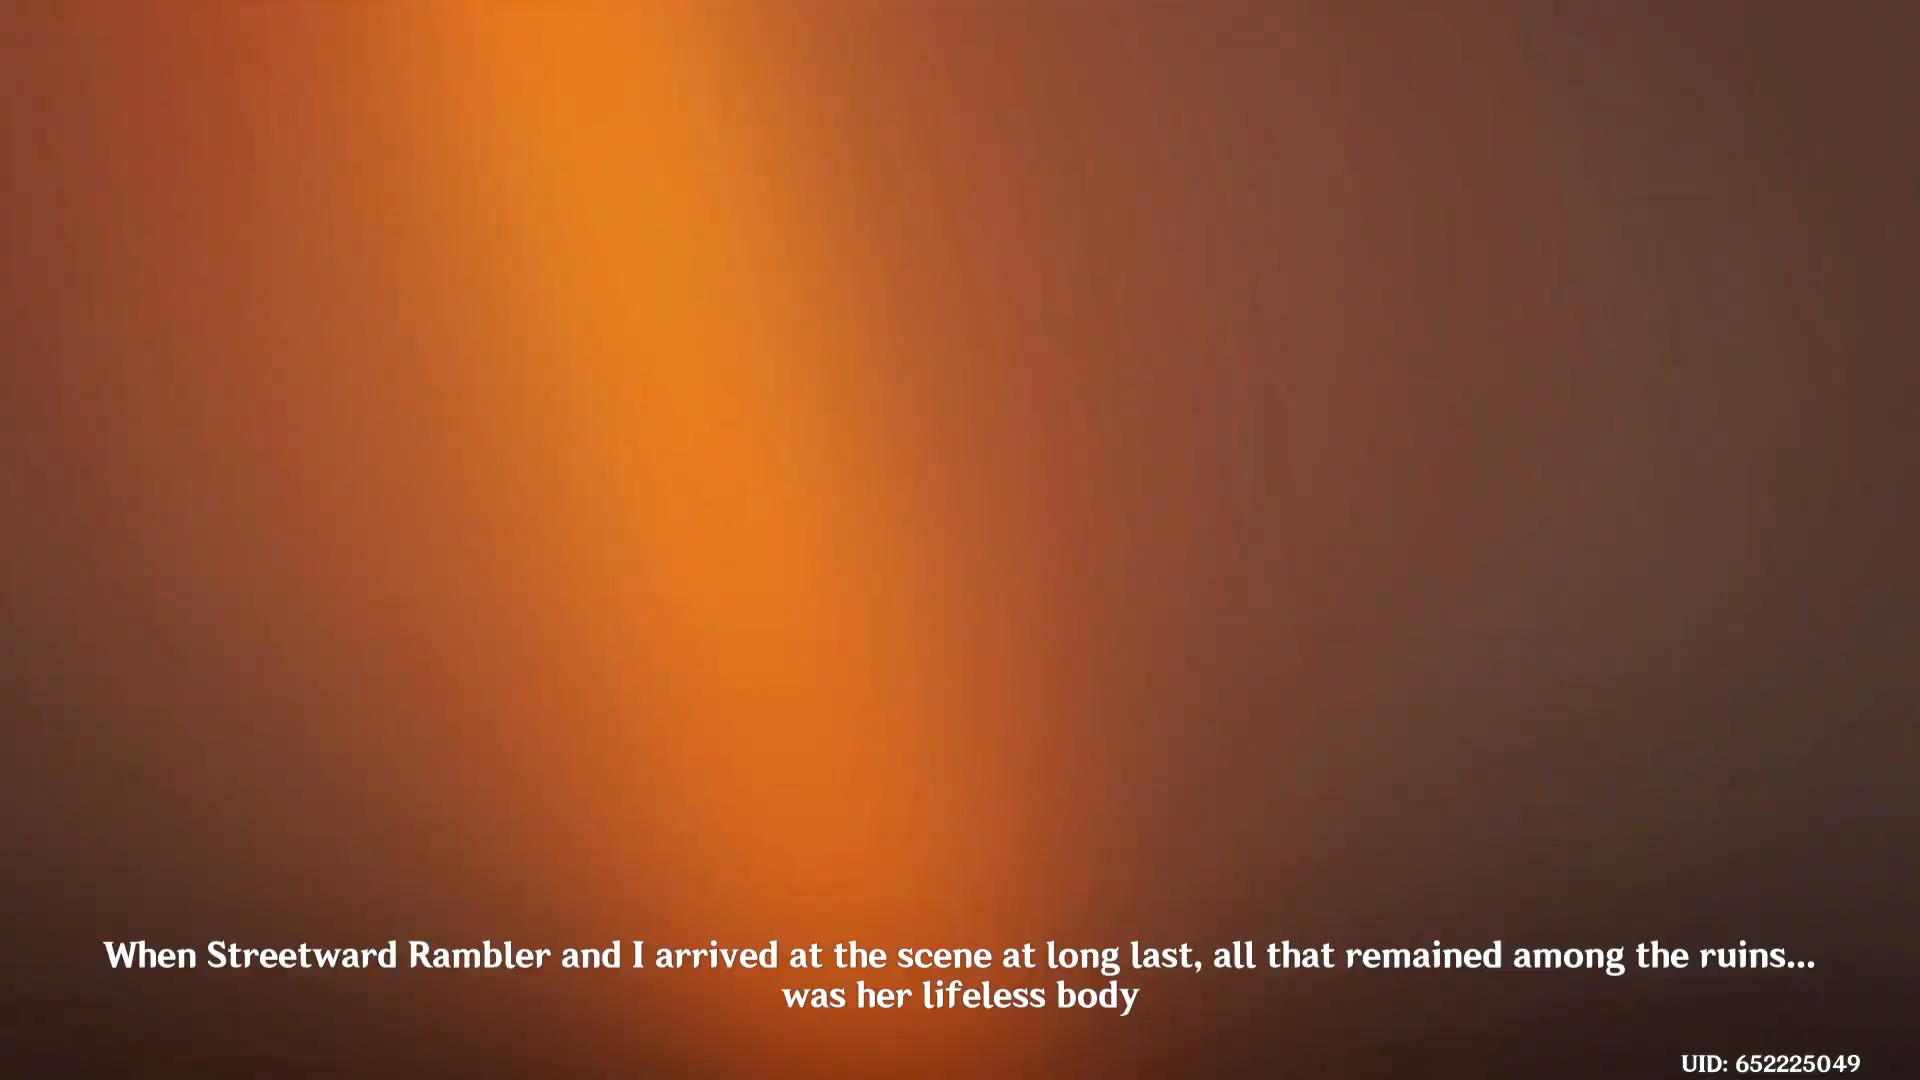 When Streetward Rambler and I arrived at the scene at long last, all that remained among the ruins...
was her lifeless body
UID: 652225049